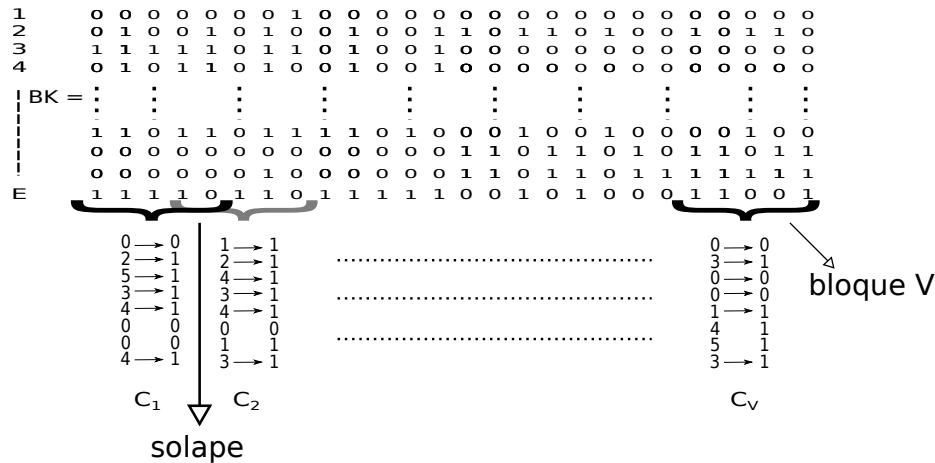 1 0 0 0 0 0 0 0 1 0 0 0 0 0 0 0 0 0 0 0 0 0 0 0 0 0 0
2 0 1 0 0 1 0 1 0 0 1 0 0 1 1 0 1 1 0 1 0 0 1 0 1 1 0
3 1 1 1 1 1 1 0 1 0 1 0 0 1 1 0 1 0 0 0 0 0 0 0 0 0 0
4 0 1 0 1 1 0 1 0 0 1 0 0 1 0 0 0 0 0 0 0 0 0 0 0 0 0
BK =
1 1 0 1 1 0 1 1 1 1 0 1 0 0 0 1 0 0 1 0 0 0 0 1 0 0
0 0 0 0 0 0 0 0 0 0 0 0 0 1 1 0 1 1 0 1 1 1 1 0 1 1
0 0 0 0 0 0 1 0 0 0 0 0 0 1 1 0 1 1 0 1 1 1 1 1 1 1
E 1 1 1 1 0 1 1 0 1 1 1 1 1 0 0 1 0 1 0 0 0 1 1 0 0 1
0 → 0 1 → 1 0 → 0
2 → 1 2 → 1 3 → 1
5 → 1 4 → 1 0 → 0
3 → 1 3 → 1 0 → 0
4 → 1 4 → 1 1 → 1
0 0 0 0 4 1
0 0 1 1 5 1
4 → 1 3 → 1 3 → 1
bloque V
C1 C2 CV
solape